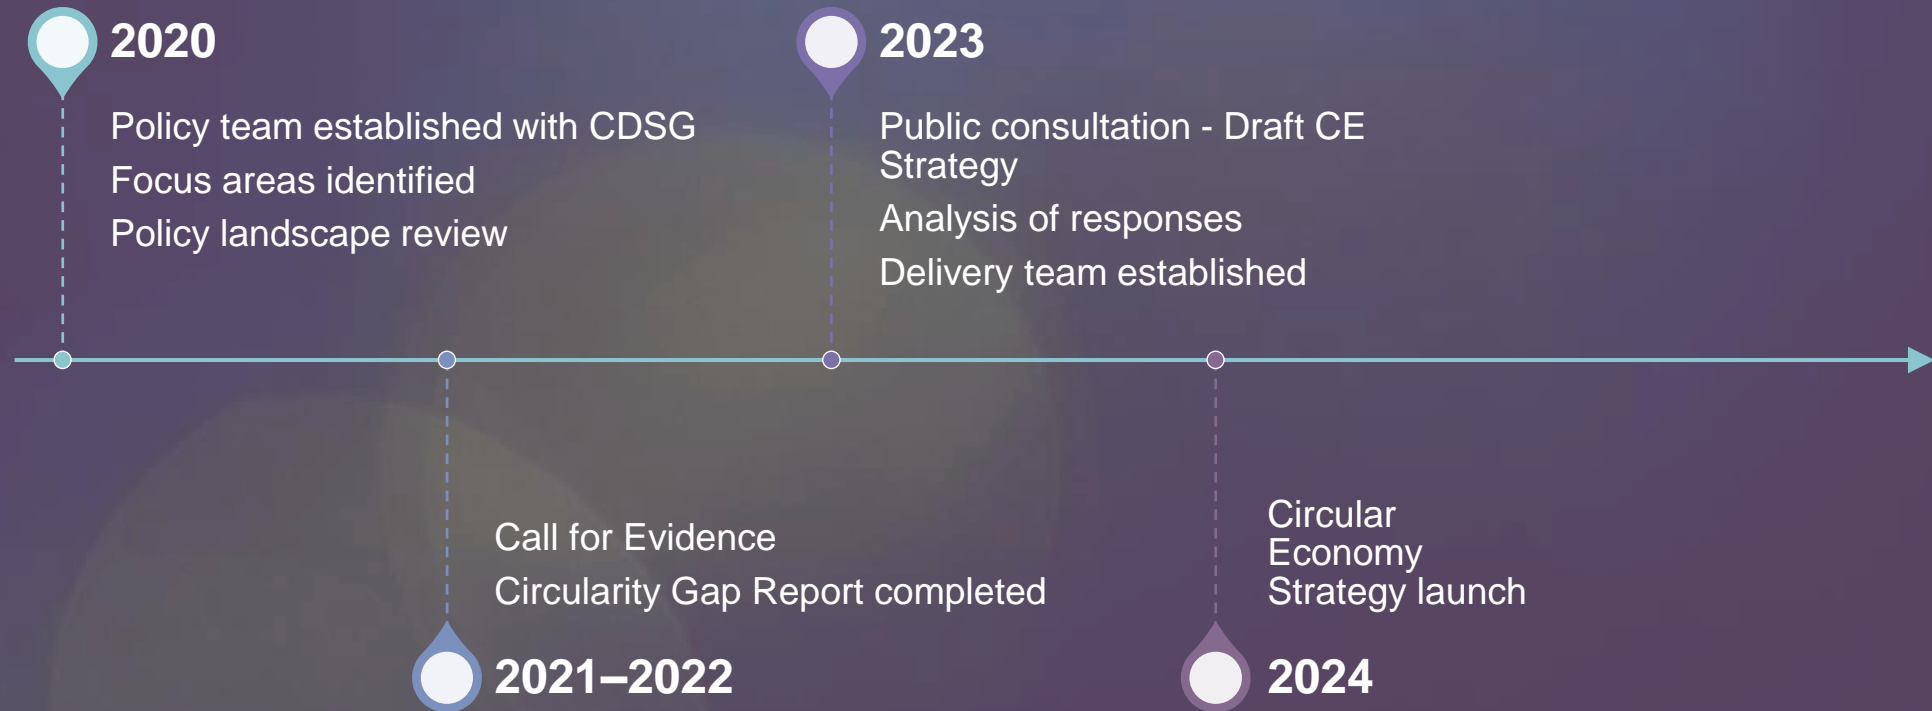 2020
Policy team established with CDSG
Focus areas identified
Policy landscape review
2023
Public consultation - Draft CE
Strategy
Analysis of responses
Delivery team established
Call for Evidence
Circularity Gap Report completed
2021–2022
Circular
Economy
Strategy launch
2024